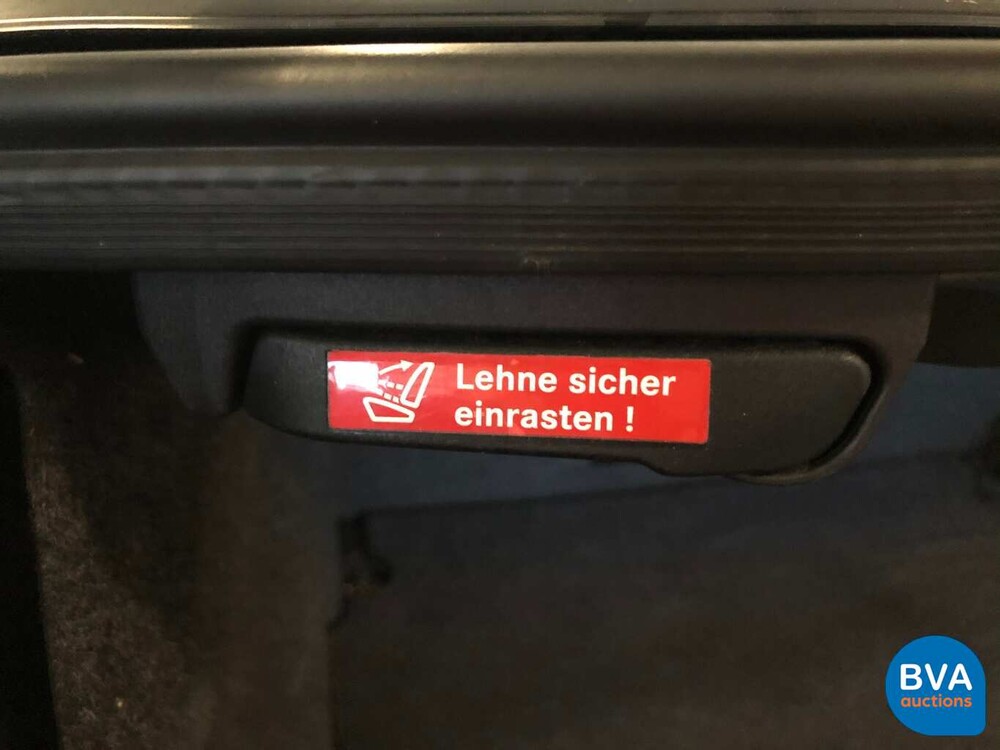 Lehne sicher
einrasten !
BVA
auctions